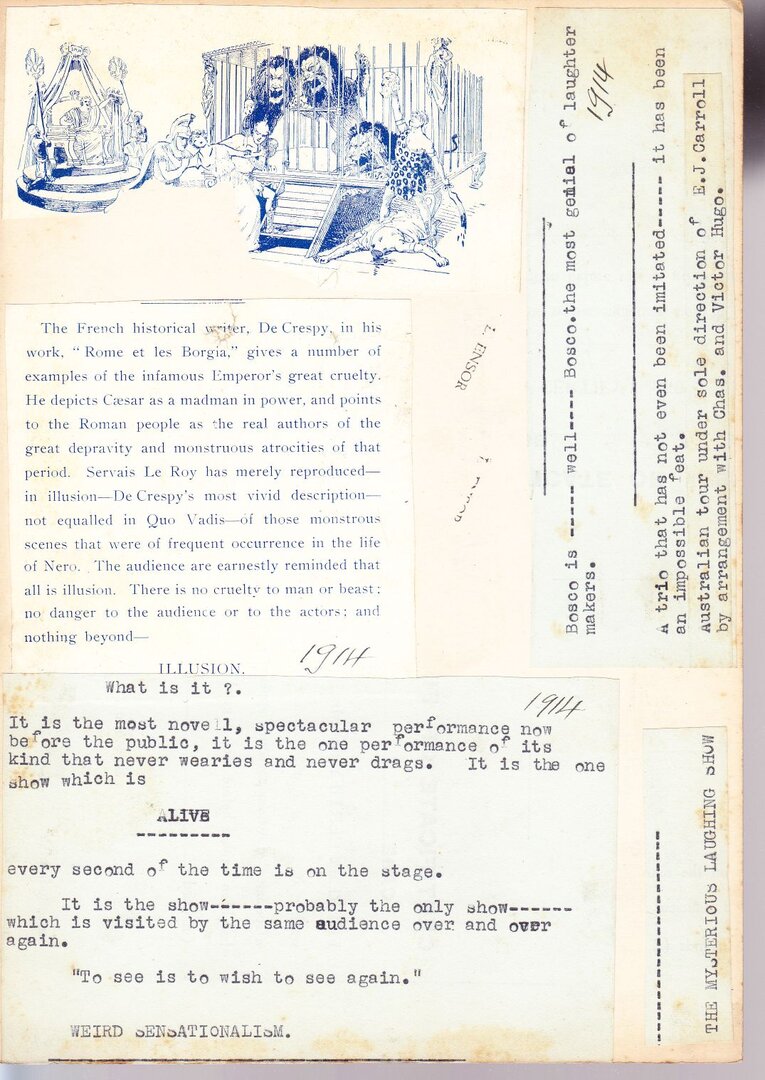 The French historical writer, De Crespy, in his
work, “Rome et les Borgia,” gives a number of
examples of the infamous Emperor’s great cruelty.
He depicts Cæsar as a madman in power, and points
to the Roman people as the real authors of the
great depravity and monstrous atrocities of that
period. Servais Le Roy has merely reproduced—
in illusion—De Crespy’s most vivid description—
not equalled in Quo Vadis—of those monstrous
scenes that were of frequent occurrence in the life
of Nero. The audience are earnestly reminded that
all is illusion. There is no cruelty to man or beast;
no danger to the audience or to the actors; and
nothing beyond—
ILLUSION.
1914
What is it ?.
1914
It is the most novell, spectacular performance now
before the public, it is the one performance of its
kind that never wearies and never drags. It is the one
show which is
ALIVE
every second of the time is on the stage.
It is the show------probably the only show------
which is visited by the same audience over and over
again.
"To see is to wish to see again."
WEIRD SENSATIONALISM.
L. ENSOR
Bosco is ----- well---- Bosco.the most genial of laughter
makers.
1914
A trio that has not even been imitated----- it has been
an impossible feat.
Australian tour under sole direction of E.J.Carroll
by arrangement with Chas. and Victor Hugo.
THE MYSTERIOUS LAUGHING SHOW